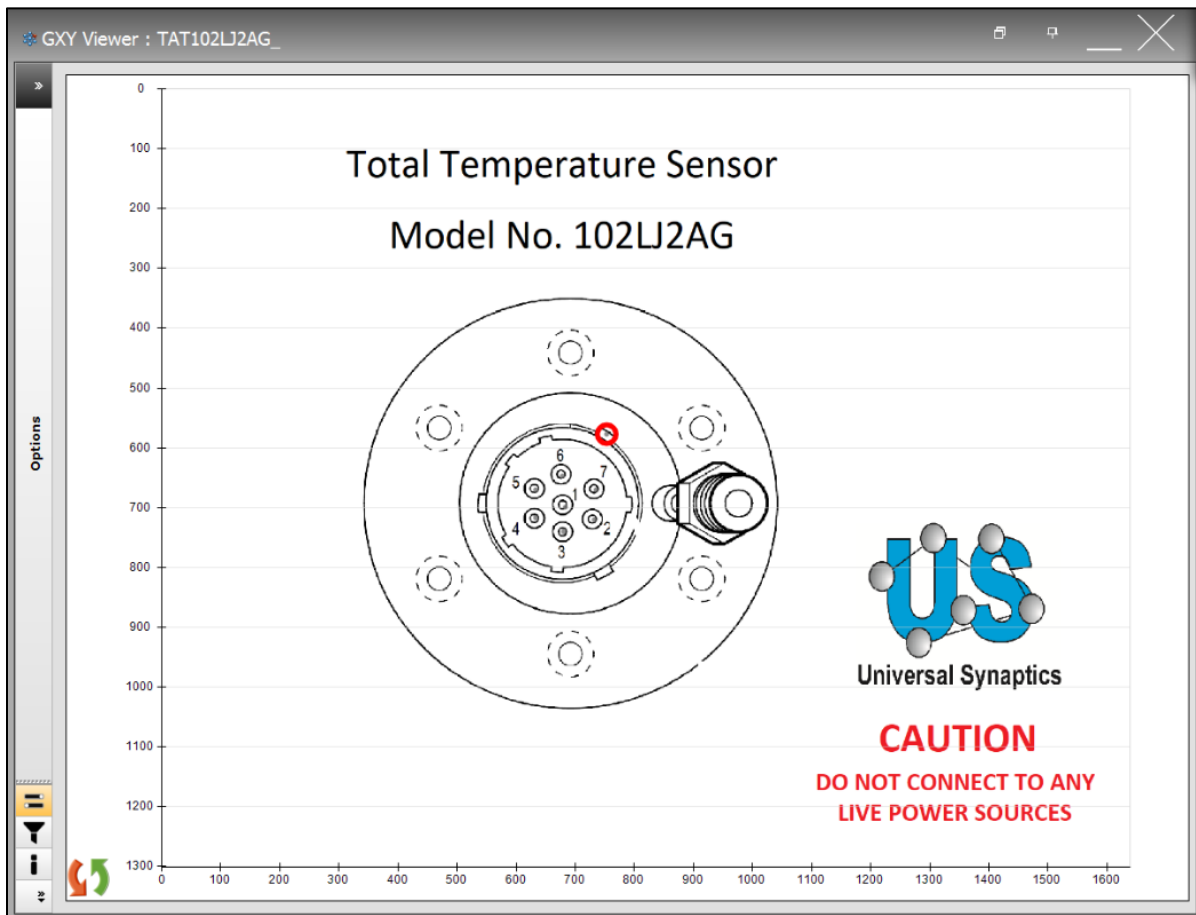 GXY Viewer : TAT102LJ2AG_
»
Options
0
100
200
300
400
500
600
700
800
900
1000
1100
1200
1300
0 100 200 300 400 500 600 700 800 900 1000 1100 1200 1300 1400 1500 1600
Total Temperature Sensor
Model No. 102LJ2AG
6
5 7
1
4 2
3
US
Universal Synaptics
CAUTION
DO NOT CONNECT TO ANY
LIVE POWER SOURCES